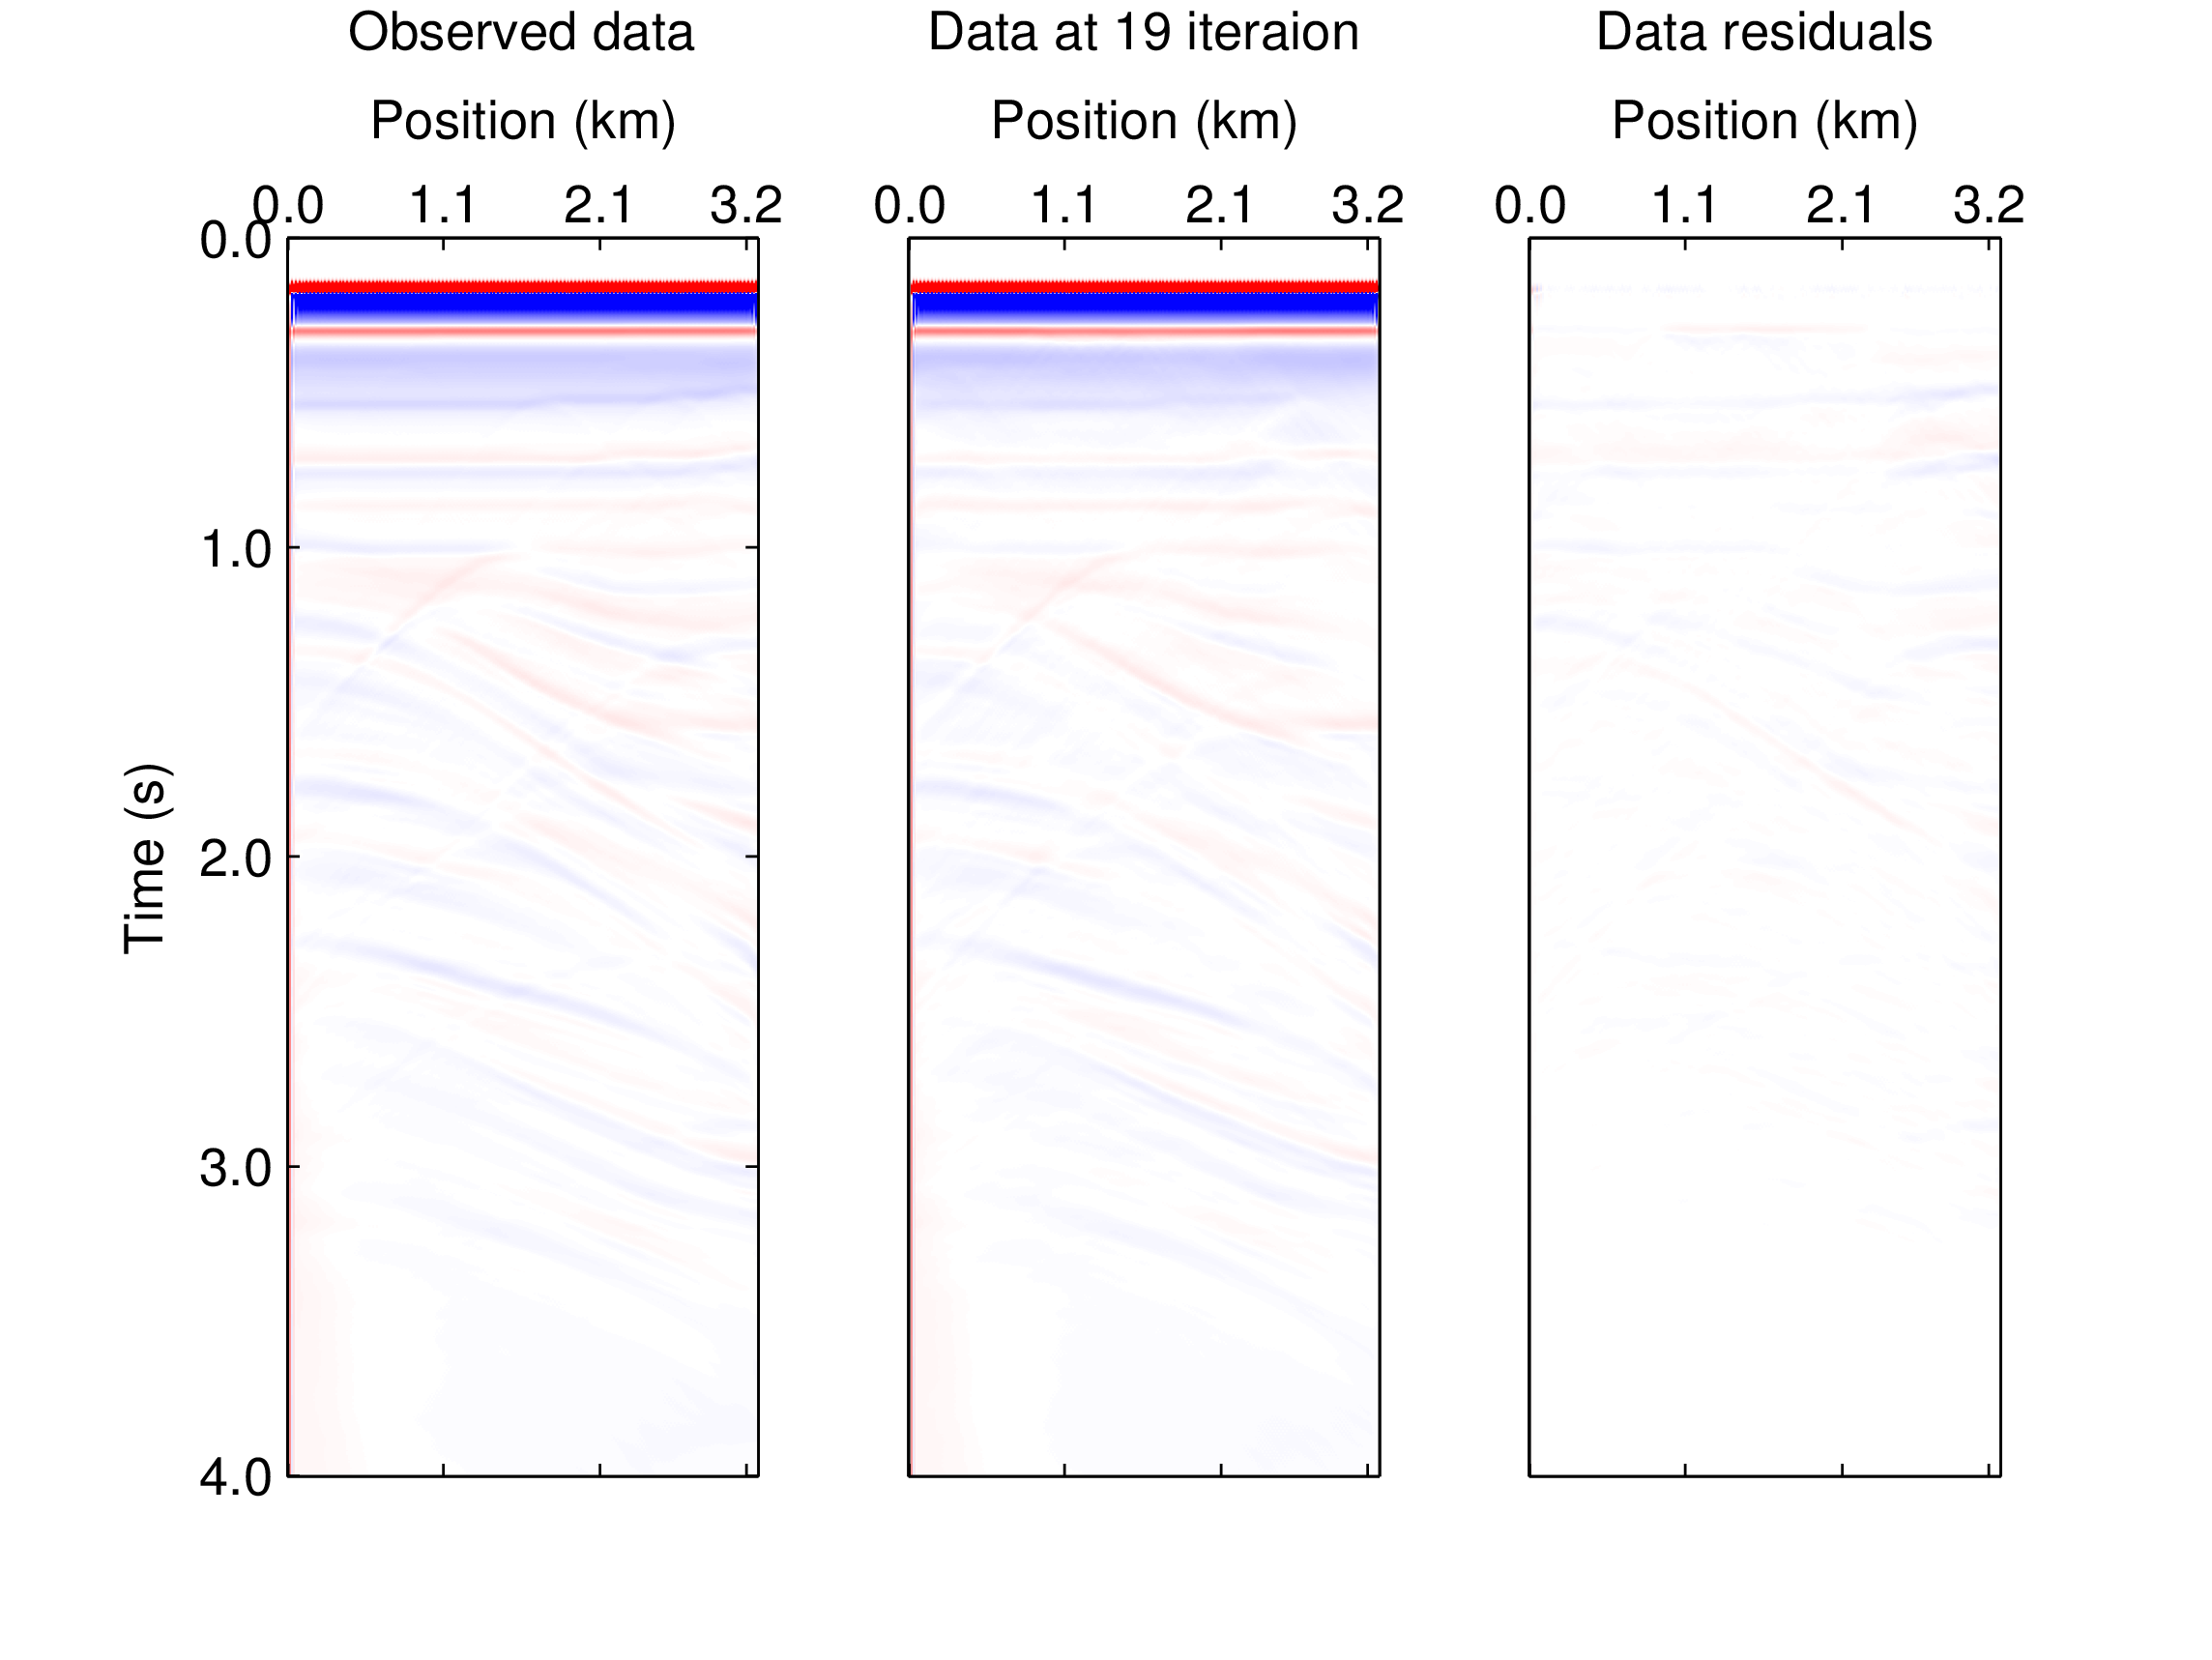 Observed data
Position (km)
0.0 1.1 2.1 3.2
Data at 19 iteraion
Position (km)
0.0 1.1 2.1 3.2
Data residuals
Position (km)
0.0 1.1 2.1 3.2
Time (s)
0.0
1.0
2.0
3.0
4.0